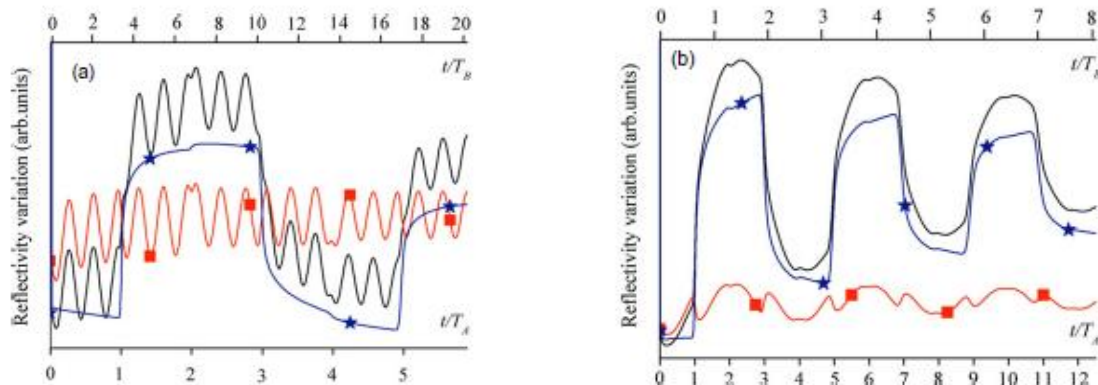 0 2 4 6 8 10 12 14 16 18 20
(a)
t/T_B
Reflectivity variation (arb.units)
t/T_A
0 1 2 3 4 5
0 1 2 3 4 5 6 7 8
(b)
Reflectivity variation (arb.units)
t/T_A
0 1 2 3 4 5 6 7 8 9 10 11 12